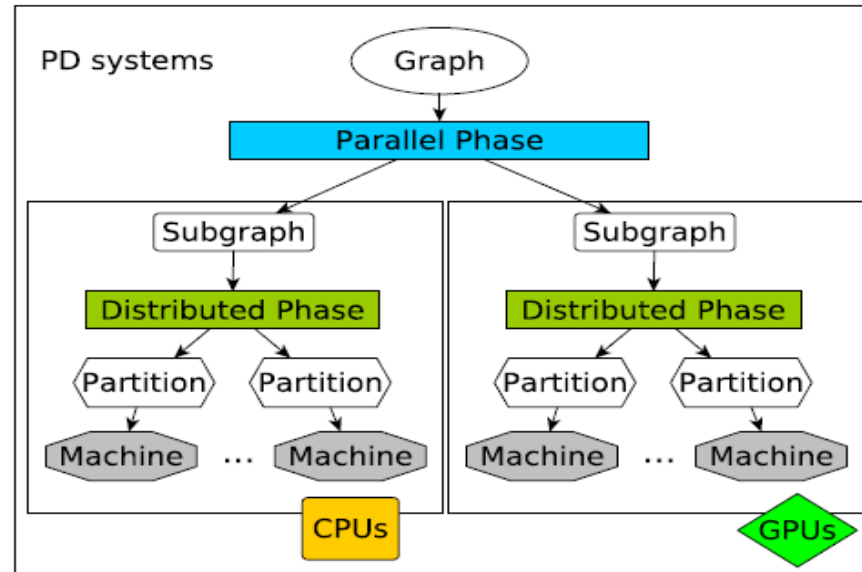 PD systems
Graph
Parallel Phase
Subgraph
Distributed Phase
Partition Partition
Machine ... Machine
CPUs
Subgraph
Distributed Phase
Partition Partition
Machine ... Machine
GPUs